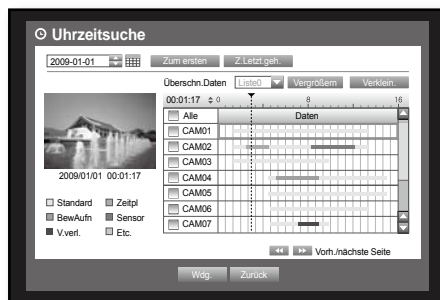 Uhrzeitsuche
2009-01-01 Zum ersten Z.Letzt.geh.
Überschn.Daten Liste0 Vergrößern Verklein.
00:01:17 0 8 16
Alle Daten
CAM01
CAM02
CAM03
CAM04
CAM05
CAM06
CAM07
2009/01/01 00:01:17
Standard Zeitpl
BewAufn Sensor
V.verl. Etc.
Vorh./nächste Seite
Wdg. Zurück